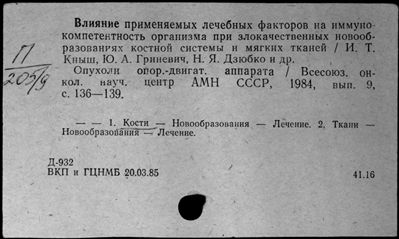 Влияние применяемых лечебных факторов на иммуно-
компетентность организма при злокачественных новооб-
разованиях костной системы и мягких тканей / И. Т.
Кныш, Ю. А. Гриневич, Н. Я. Дзюбко и др.
Опухоли опор.-двигат. аппарата / Всесоюз. он-
кол. науч. центр АМН СССР, 1984, вып. 9,
с. 136—139.
П
205/9
— — 1. Кости — Новообразования — Лечение. 2. Ткани —
Новообразования — Лечение.
Д-932
ВКП и ГЦНМБ 20.03.85
41.16